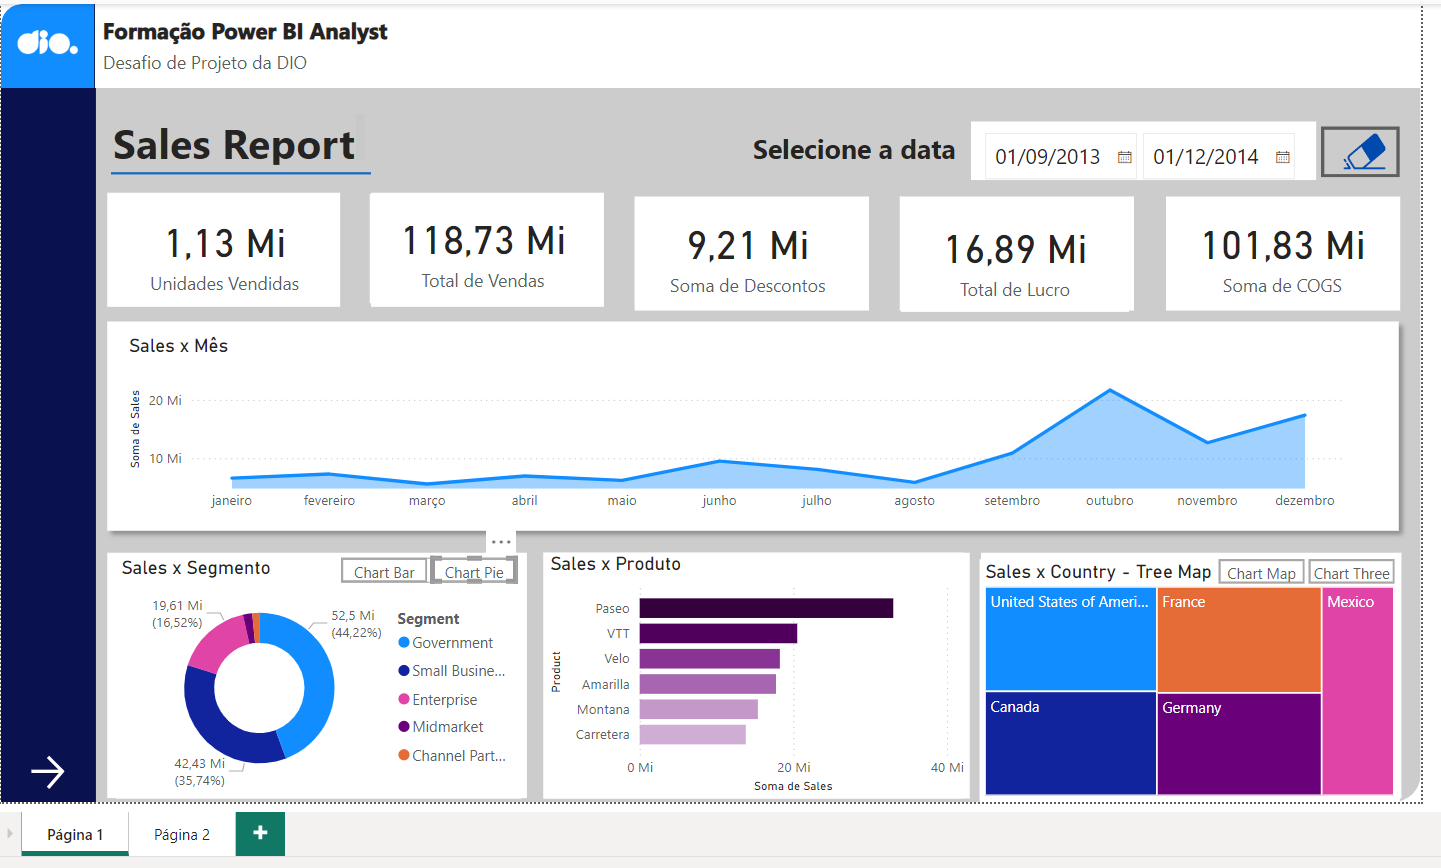 dio.
Formação Power BI Analyst
Desafio de Projeto da DIO
Sales Report
Selecione a data
01/09/2013
01/12/2014
1,13 Mi
Unidades Vendidas
118,73 Mi
Total de Vendas
9,21 Mi
Soma de Descontos
16,89 Mi
Total de Lucro
101,83 Mi
Soma de COGS
Sales x Mês
Soma de Sales
20 Mi
10 Mi
janeiro
fevereiro
março
abril
maio
junho
julho
agosto
setembro
outubro
novembro
dezembro
Sales x Segmento
Chart Bar
Chart Pie
19,61 Mi
(16,52%)
52,5 Mi
(44,22%)
42,43 Mi
(35,74%)
Segment
Government
Small Busine...
Enterprise
Midmarket
Channel Part...
Sales x Produto
Product
Paseo
VTT
Velo
Amarilla
Montana
Carretera
0 Mi
20 Mi
40 Mi
Soma de Sales
Sales x Country - Tree Map
Chart Map
Chart Three
United States of Ameri...
France
Mexico
Canada
Germany
Página 1
Página 2